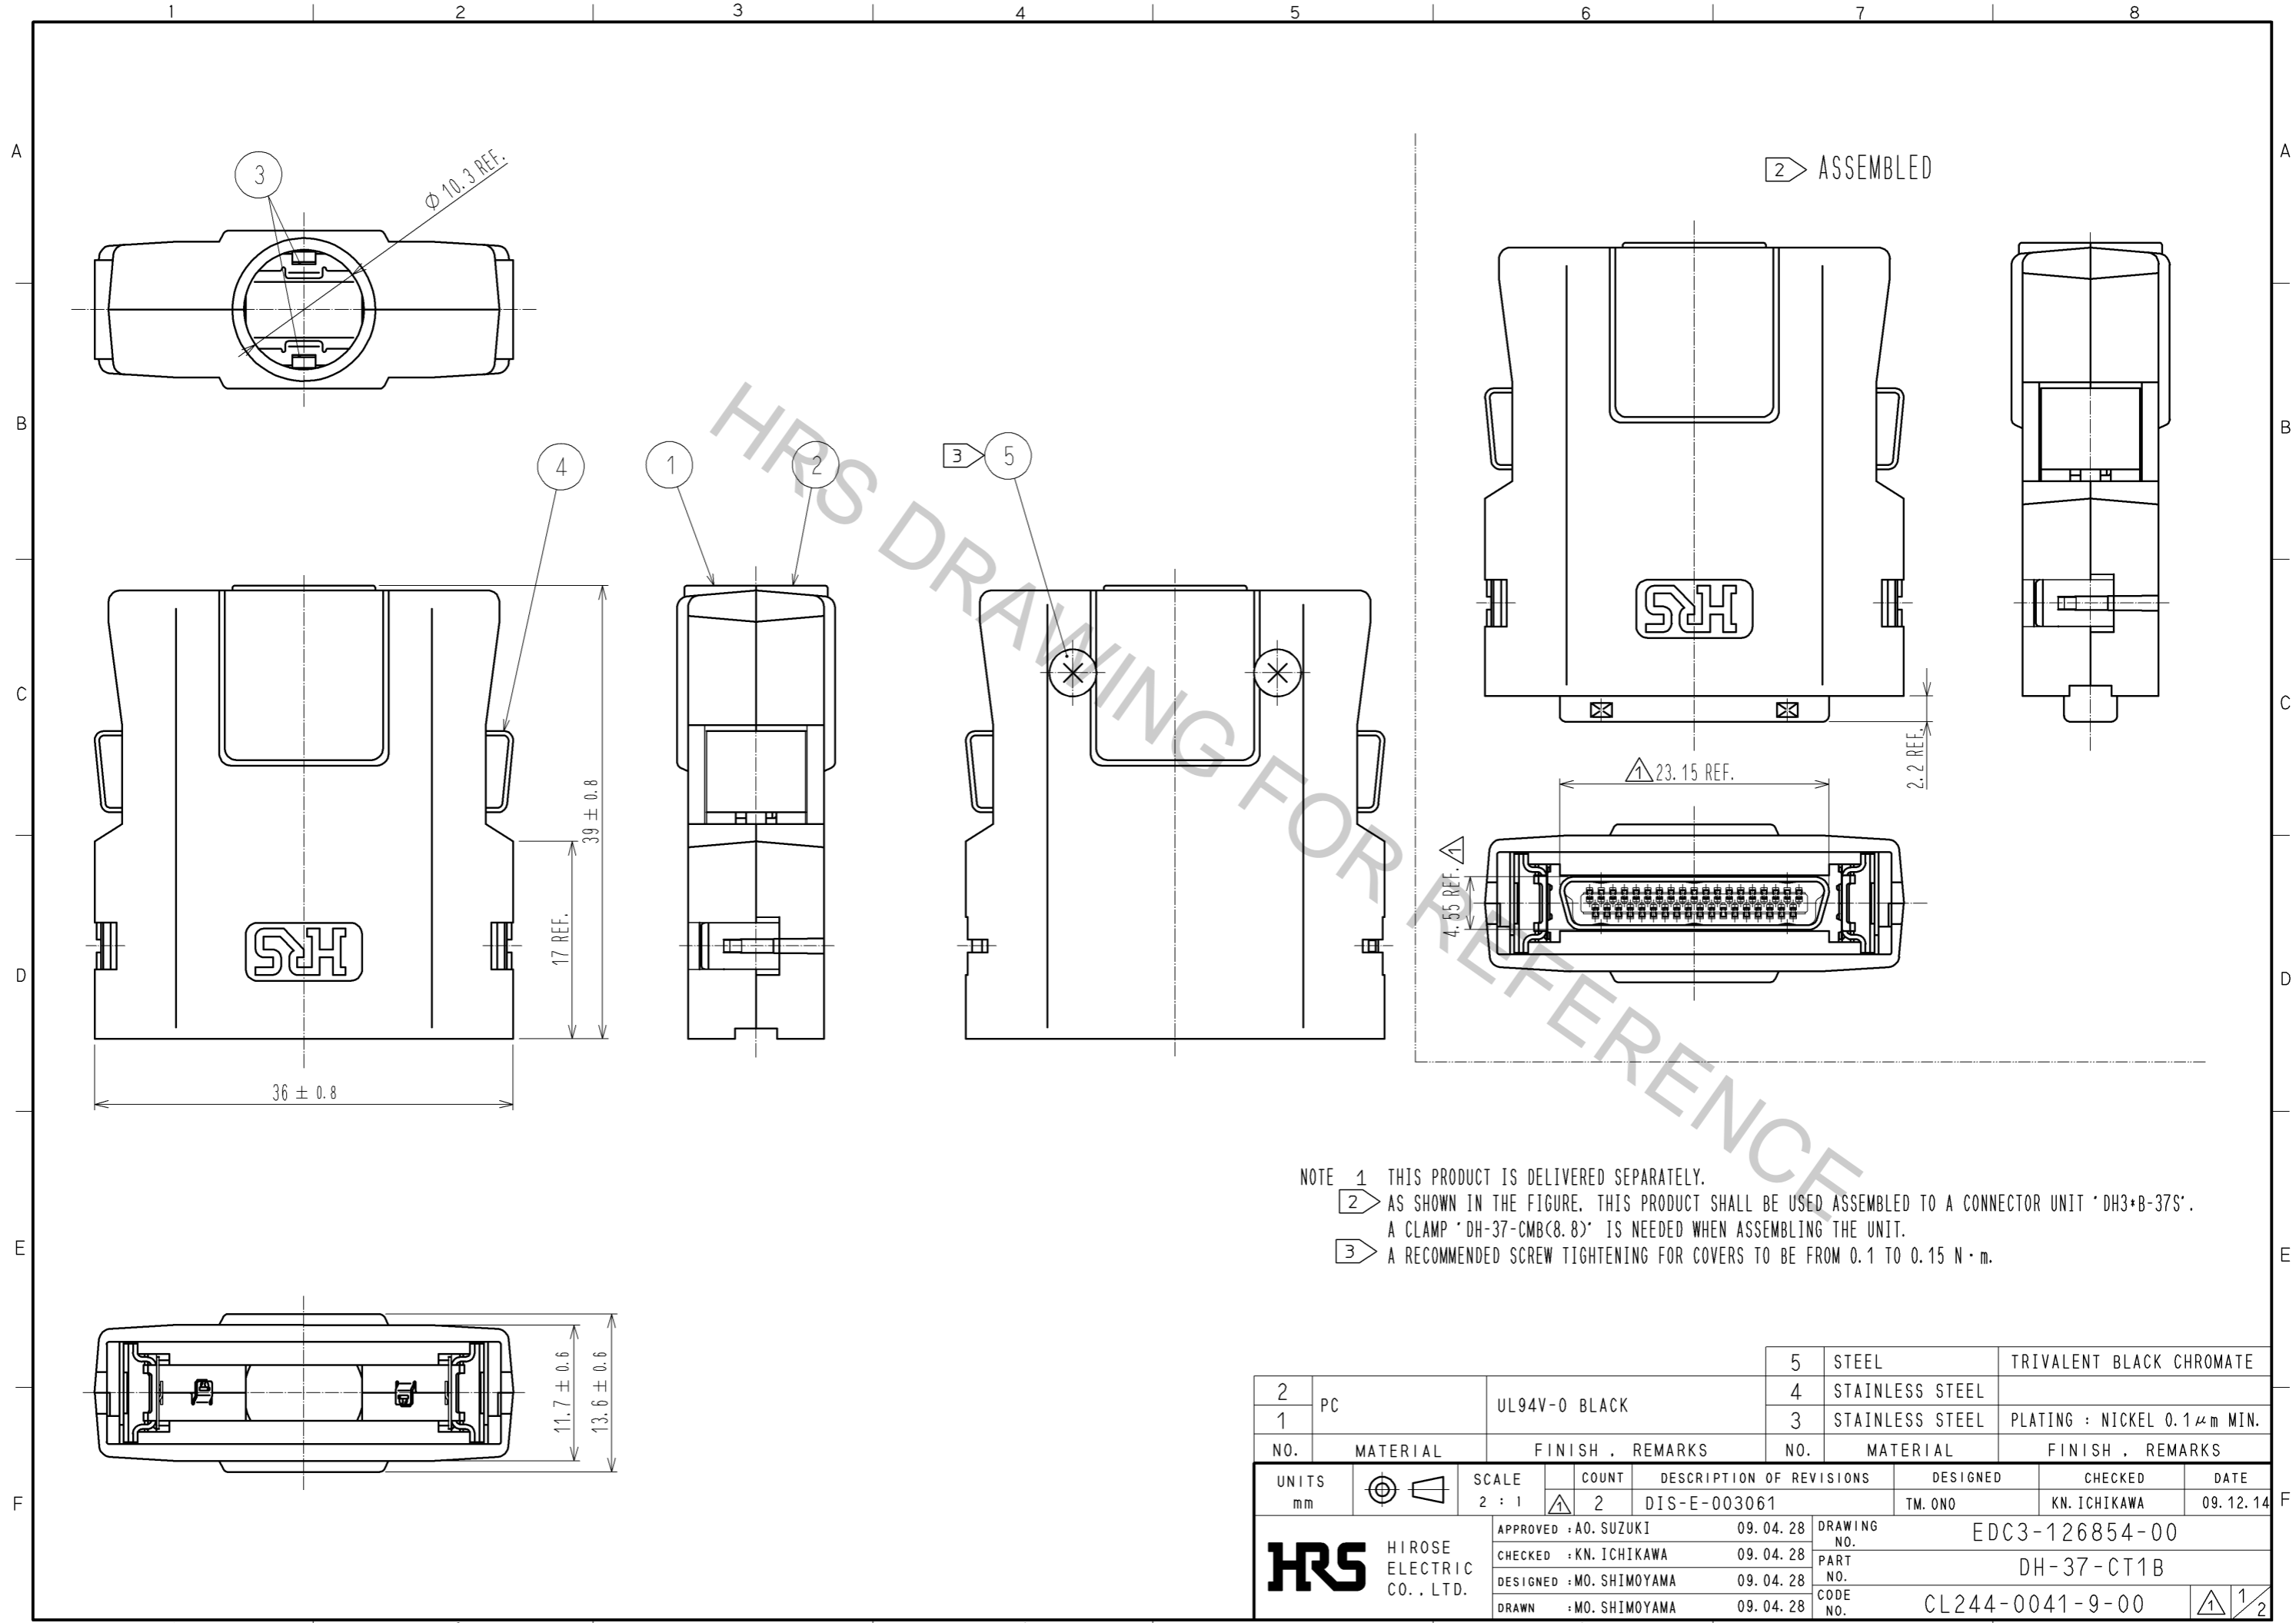 1 2 3 4 5 6 7 8
A A
B B
C C
D D
E E
F F
3
Φ 10.3 REF.
2 ASSEMBLED
4
1
2
3 5
HRS
39 ± 0.8
17 REF.
36 ± 0.8
HRS
2.2 REF.
1 23.15 REF.
4.55 REF. 1
11.7 ± 0.6
13.6 ± 0.6
HRS DRAWING FOR REFERENCE
NOTE 1 THIS PRODUCT IS DELIVERED SEPARATELY.
2 AS SHOWN IN THE FIGURE. THIS PRODUCT SHALL BE USED ASSEMBLED TO A CONNECTOR UNIT "DH3*B-37S".
A CLAMP "DH-37-CMB(8.8)" IS NEEDED WHEN ASSEMBLING THE UNIT.
3 A RECOMMENDED SCREW TIGHTENING FOR COVERS TO BE FROM 0.1 TO 0.15 N·m.
5 STEEL TRIVALENT BLACK CHROMATE
2 PC UL94V-0 BLACK 4 STAINLESS STEEL
1 3 STAINLESS STEEL PLATING : NICKEL 0.1μm MIN.
NO. MATERIAL FINISH , REMARKS NO. MATERIAL FINISH , REMARKS
UNITS mm SCALE 2 : 1 COUNT DESCRIPTION OF REVISIONS DESIGNED CHECKED DATE
1 2 DIS-E-003061 TM. ONO KN. ICHIKAWA 09. 12. 14
HRS HIROSE ELECTRIC CO., LTD.
APPROVED : AO. SUZUKI 09. 04. 28 DRAWING NO. EDC3-126854-00
CHECKED : KN. ICHIKAWA 09. 04. 28
DESIGNED : MO. SHIMOYAMA 09. 04. 28 PART NO. DH-37-CT1B
DRAWN : MO. SHIMOYAMA 09. 04. 28 CODE NO. CL244-0041-9-00 1 1/2